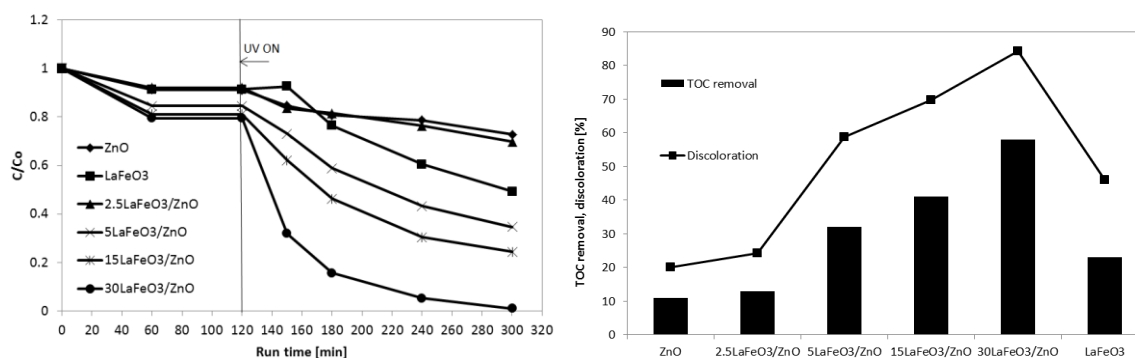 1.2
1
0.8
0.6
0.4
0.2
0
C/Co
UV ON
ZnO
LaFeO3
2.5LaFeO3/ZnO
5LaFeO3/ZnO
15LaFeO3/ZnO
30LaFeO3/ZnO
0 20 40 60 80 100 120 140 160 180 200 220 240 260 280 300 320
Run time [min]
90
80
70
60
50
40
30
20
10
0
TOC removal, discoloration [%]
TOC removal
Discoloration
ZnO 2.5LaFeO3/ZnO 5LaFeO3/ZnO 15LaFeO3/ZnO 30LaFeO3/ZnO LaFeO3